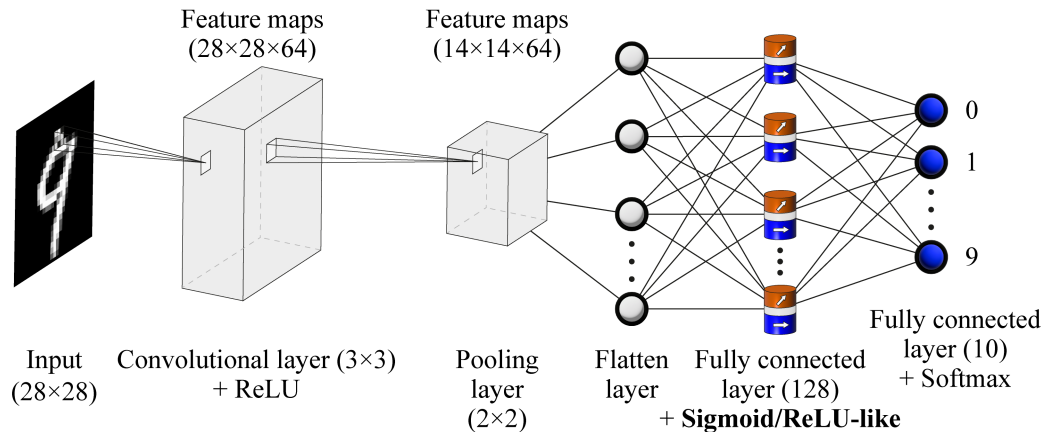 Feature maps
(28×28×64)
Feature maps
(14×14×64)
0
1
9
Input
(28×28)
Convolutional layer (3×3)
+ ReLU
Pooling
layer
(2×2)
Flatten
layer
Fully connected
layer (128)
+ Sigmoid/ReLU-like
Fully connected
layer (10)
+ Softmax